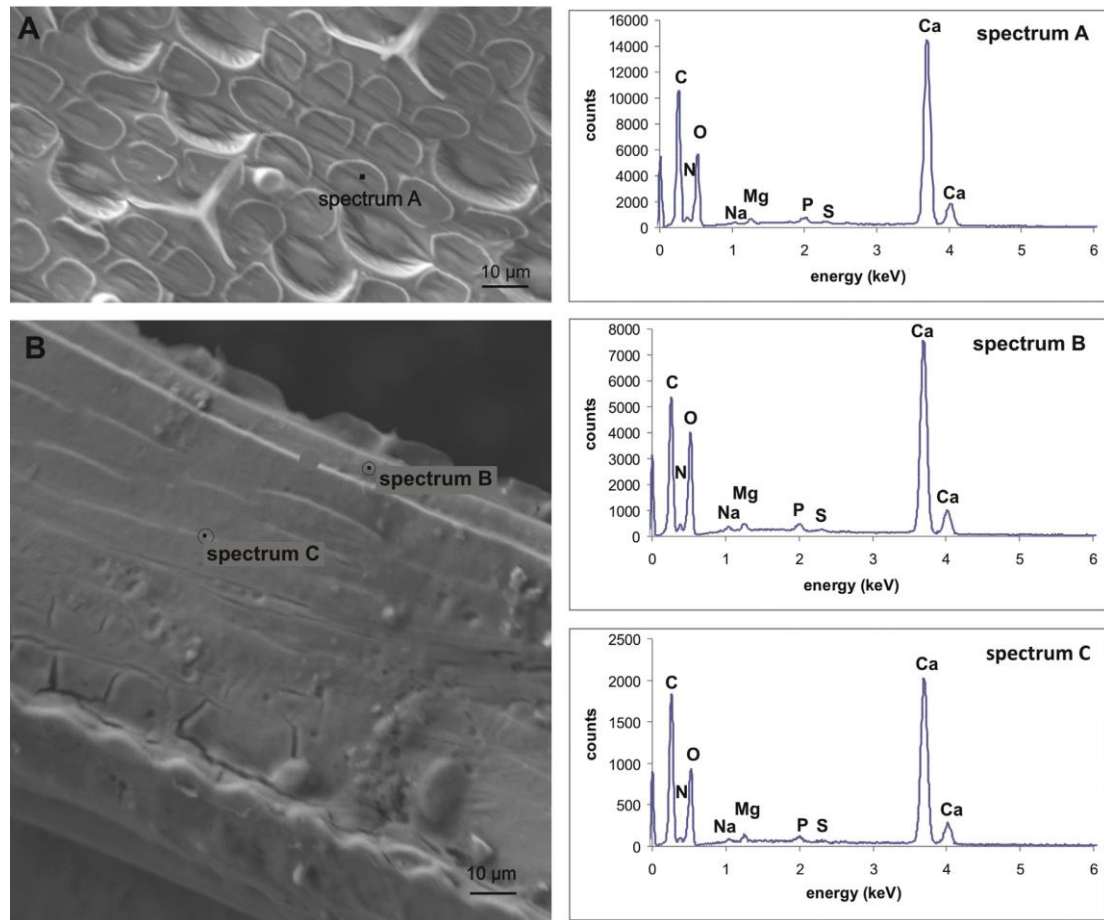 A
spectrum A
10 µm
spectrum A
counts
16000
14000
12000
10000
8000
6000
4000
2000
0
C
N
O
Na
Mg
P
S
Ca
Ca
0 1 2 3 4 5 6
energy (keV)
B
spectrum B
spectrum C
10 µm
spectrum B
counts
8000
7000
6000
5000
4000
3000
2000
1000
0
C
N
O
Na
Mg
P
S
Ca
Ca
0 1 2 3 4 5 6
energy (keV)
spectrum C
counts
2500
2000
1500
1000
500
0
C
N
O
Na
Mg
P
S
Ca
Ca
0 1 2 3 4 5 6
energy (keV)